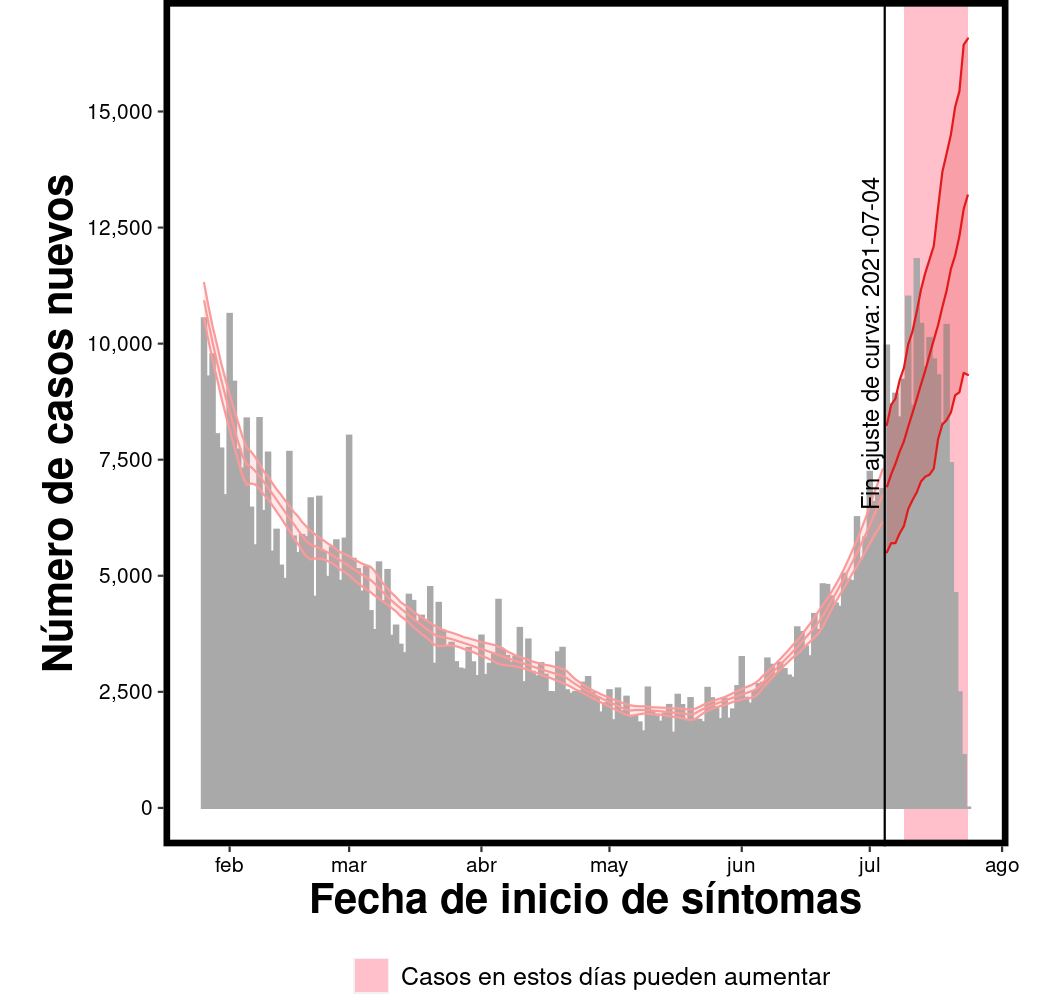 Número de casos nuevos
15,000
12,500
10,000
7,500
5,000
2,500
0
Fin ajuste de curva: 2021-07-04
feb mar abr may jun jul ago
Fecha de inicio de síntomas
Casos en estos días pueden aumentar